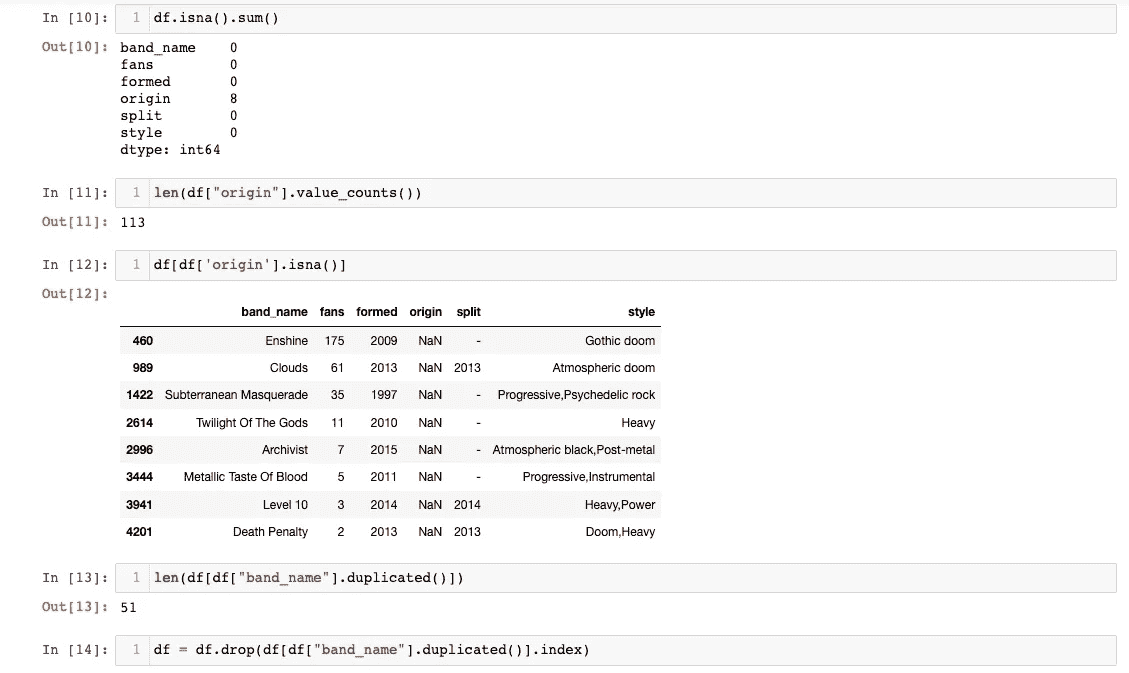 In [10]: 1 df.isna().sum()
Out[10]: band_name 0
fans 0
formed 0
origin 8
split 0
style 0
dtype: int64
In [11]: 1 len(df["origin"].value_counts())
Out[11]: 113
In [12]: 1 df[df['origin'].isna()]
Out[12]:
band_name fans formed origin split style
460 Enshine 175 2009 NaN - Gothic doom
989 Clouds 61 2013 NaN 2013 Atmospheric doom
1422 Subterranean Masquerade 35 1997 NaN - Progressive,Psychedelic rock
2614 Twilight Of The Gods 11 2010 NaN - Heavy
2996 Archivist 7 2015 NaN - Atmospheric black,Post-metal
3444 Metallic Taste Of Blood 5 2011 NaN - Progressive,Instrumental
3941 Level 10 3 2014 NaN 2014 Heavy,Power
4201 Death Penalty 2 2013 NaN 2013 Doom,Heavy
In [13]: 1 len(df[df["band_name"].duplicated()])
Out[13]: 51
In [14]: 1 df = df.drop(df[df["band_name"].duplicated()].index)